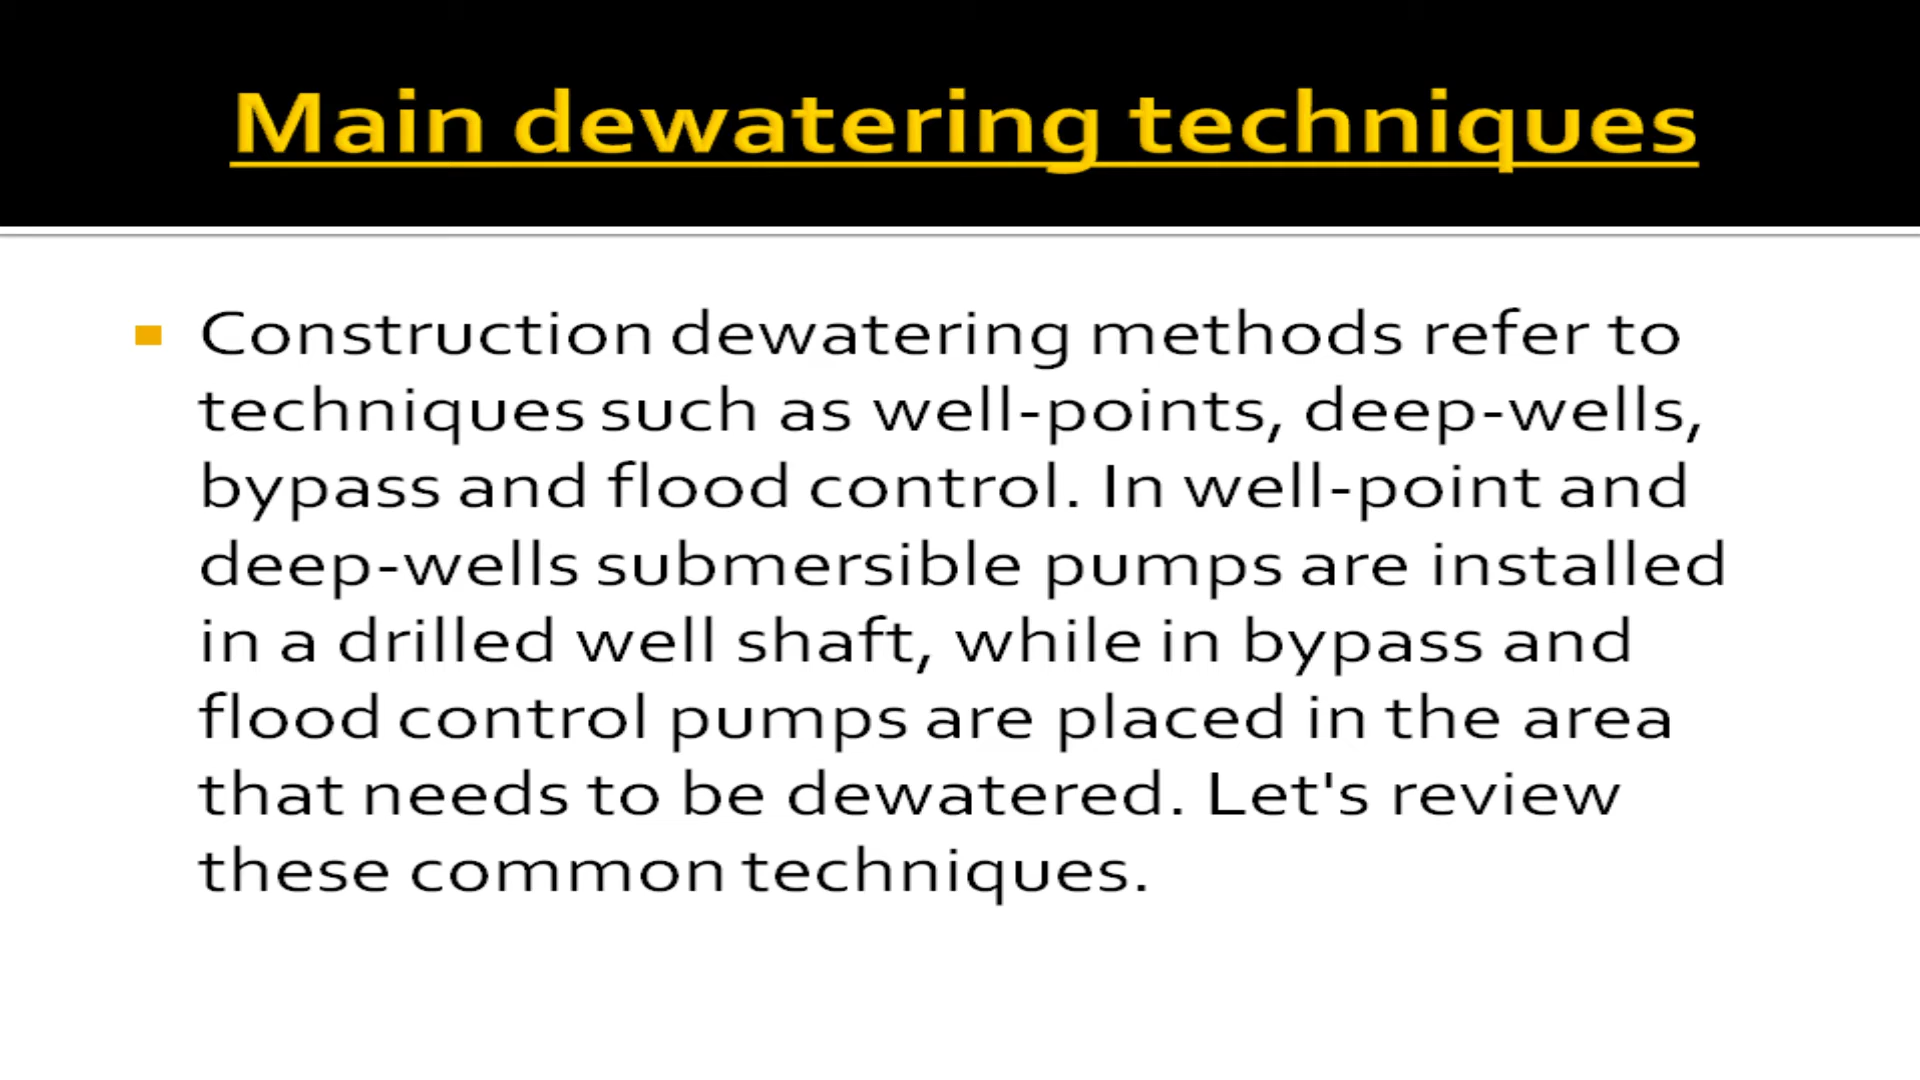 Main dewatering techniques
Construction dewatering methods refer to
techniques such as well-points, deep-wells,
bypass and flood control. In well-point and
deep-wells submersible pumps are installed
in a drilled well shaft, while in bypass and
flood control pumps are placed in the area
that needs to be dewatered. Let's review
these common techniques.